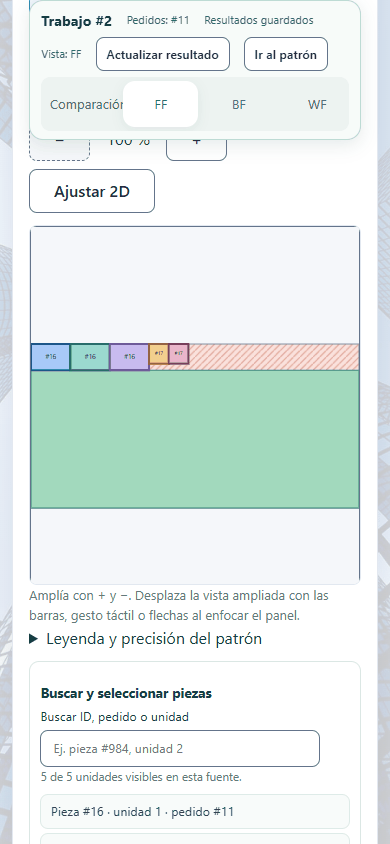 Trabajo #2 Pedidos: #11 Resultados guardados
Vista: FF Actualizar resultado Ir al patrón
Comparación FF BF WF
− 100 % +
Ajustar 2D
#16 #16 #16 #17 #17
Amplía con + y −. Desplaza la vista ampliada con las
barras, gesto táctil o flechas al enfocar el panel.
▶ Leyenda y precisión del patrón
Buscar y seleccionar piezas
Buscar ID, pedido o unidad
Ej. pieza #984, unidad 2
5 de 5 unidades visibles en esta fuente.
Pieza #16 · unidad 1 · pedido #11